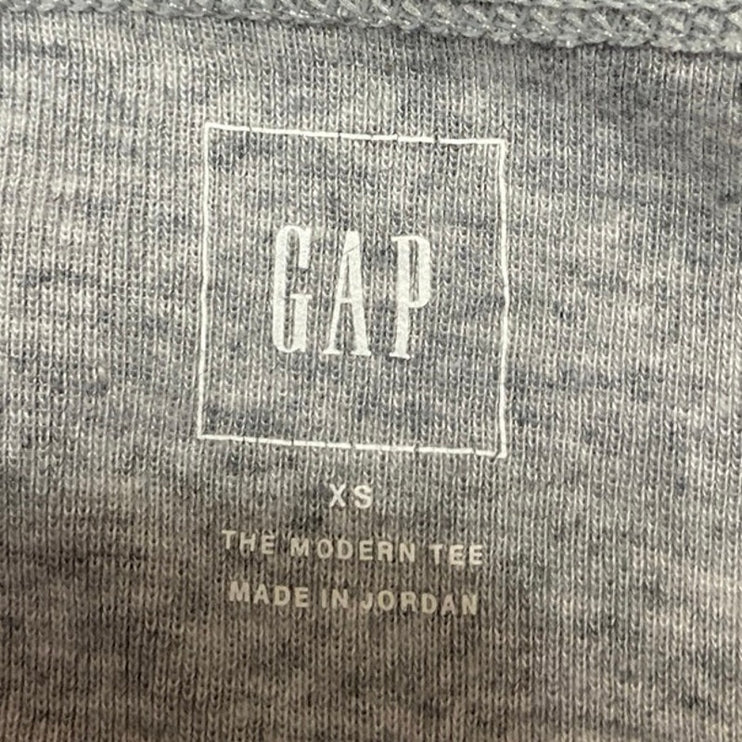 GAP
XS
THE MODERN TEE
MADE IN JORDAN